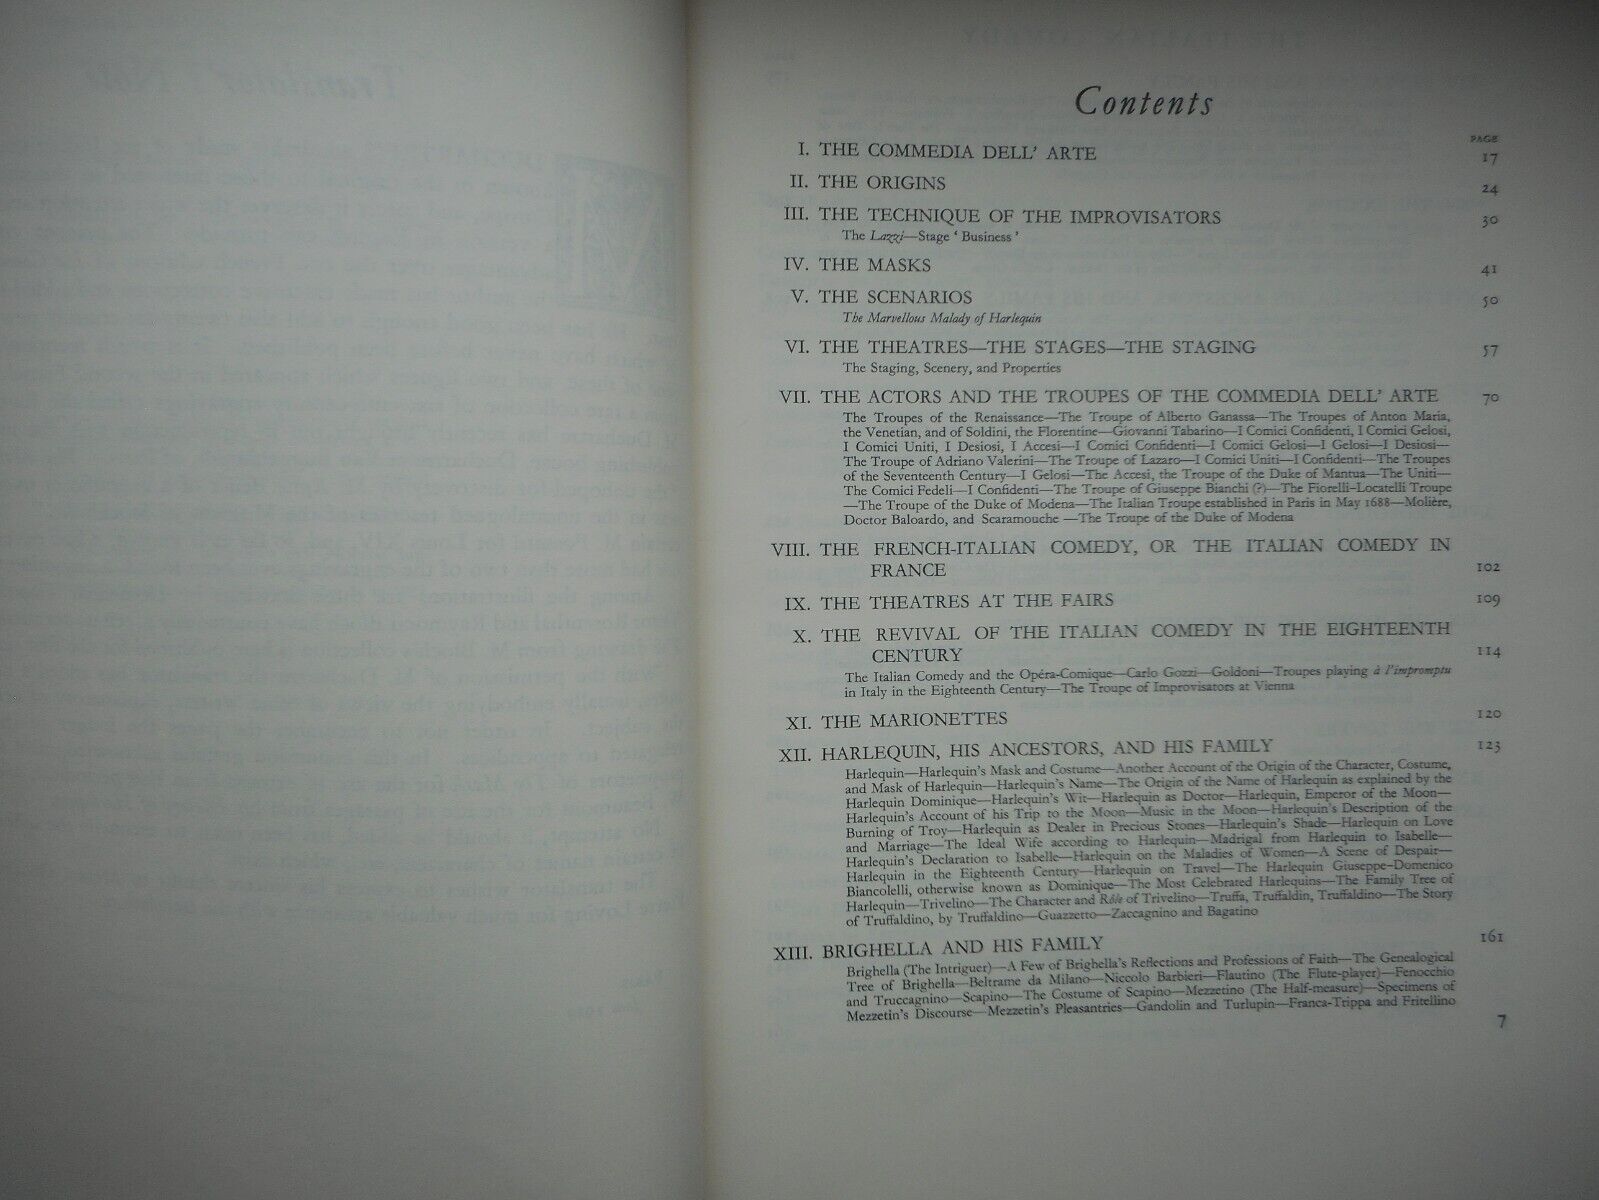 Contents
PAGE
I. THE COMMEDIA DELL' ARTE 17
II. THE ORIGINS 24
III. THE TECHNIQUE OF THE IMPROVISATORS 30
The Lazzi—Stage ' Business '
IV. THE MASKS 41
V. THE SCENARIOS 50
The Marvellous Malady of Harlequin
VI. THE THEATRES—THE STAGES—THE STAGING 57
The Staging, Scenery, and Properties
VII. THE ACTORS AND THE TROUPES OF THE COMMEDIA DELL' ARTE 70
The Troupes of the Renaissance—The Troupe of Alberto Ganassa—The Troupes of Anton Maria,
the Venetian, and of Soldini, the Florentine—Giovanni Tabarino—I Comici Confidenti, I Comici Gelosi,
I Comici Uniti, I Desiosi, I Accesi—I Comici Confidenti—I Comici Gelosi—I Gelosi—I Desiosi—
The Troupe of Adriano Valerini—The Troupe of Lazaro—I Comici Uniti—I Confidenti—The Troupes
of the Seventeenth Century—I Gelosi—The Accesi, the Troupe of the Duke of Mantua—The Uniti—
The Comici Fedeli—I Confidenti—The Troupe of Giuseppe Bianchi (?)—The Fiorelli-Locatelli Troupe
—The Troupe of the Duke of Modena—The Italian Troupe established in Paris in May 1688—Molière,
Doctor Baloardo, and Scaramouche —The Troupe of the Duke of Modena
VIII. THE FRENCH-ITALIAN COMEDY, OR THE ITALIAN COMEDY IN
FRANCE 102
IX. THE THEATRES AT THE FAIRS 109
X. THE REVIVAL OF THE ITALIAN COMEDY IN THE EIGHTEENTH
CENTURY 114
The Italian Comedy and the Opéra-Comique—Carlo Gozzi—Goldoni—Troupes playing à l'impromptu
in Italy in the Eighteenth Century—The Troupe of Improvisators at Vienna
XI. THE MARIONETTES 120
XII. HARLEQUIN, HIS ANCESTORS, AND HIS FAMILY 123
Harlequin—Harlequin's Mask and Costume—Another Account of the Origin of the Character, Costume,
and Mask of Harlequin—Harlequin's Name—The Origin of the Name of Harlequin as explained by the
Harlequin Dominique—Harlequin's Wit—Harlequin as Doctor—Harlequin, Emperor of the Moon—
Harlequin's Account of his Trip to the Moon—Music in the Moon—Harlequin's Description of the
Burning of Troy—Harlequin as Dealer in Precious Stones—Harlequin's Shade—Harlequin on Love
and Marriage—The Ideal Wife according to Harlequin—Madrigal from Harlequin to Isabelle—
Harlequin's Declaration to Isabelle—Harlequin on the Maladies of Women—A Scene of Despair—
Harlequin in the Eighteenth Century—Harlequin on Travel—The Harlequin Giuseppe-Domenico
Biancolelli, otherwise known as Dominique—The Most Celebrated Harlequins—The Family Tree of
Harlequin—Trivelino—The Character and Rôle of Trivelino—Truffa, Truffaldin, Truffaldino—The Story
of Truffaldino, by Truffaldino—Guazzetto—Zaccagnino and Bagatino
XIII. BRIGHELLA AND HIS FAMILY 161
Brighella (The Intriguer)—A Few of Brighella's Reflections and Professions of Faith—The Genealogical
Tree of Brighella—Beltrame da Milano—Niccolo Barbieri—Flautino (The Flute-player)—Fenocchio
and Truccagnino—Scapino—The Costume of Scapino—Mezzetino (The Half-measure)—Specimens of
Mezzetin's Discourse—Mezzetin's Pleasantries—Gandolin and Turlupin—Franca-Trippa and Fritellino
7